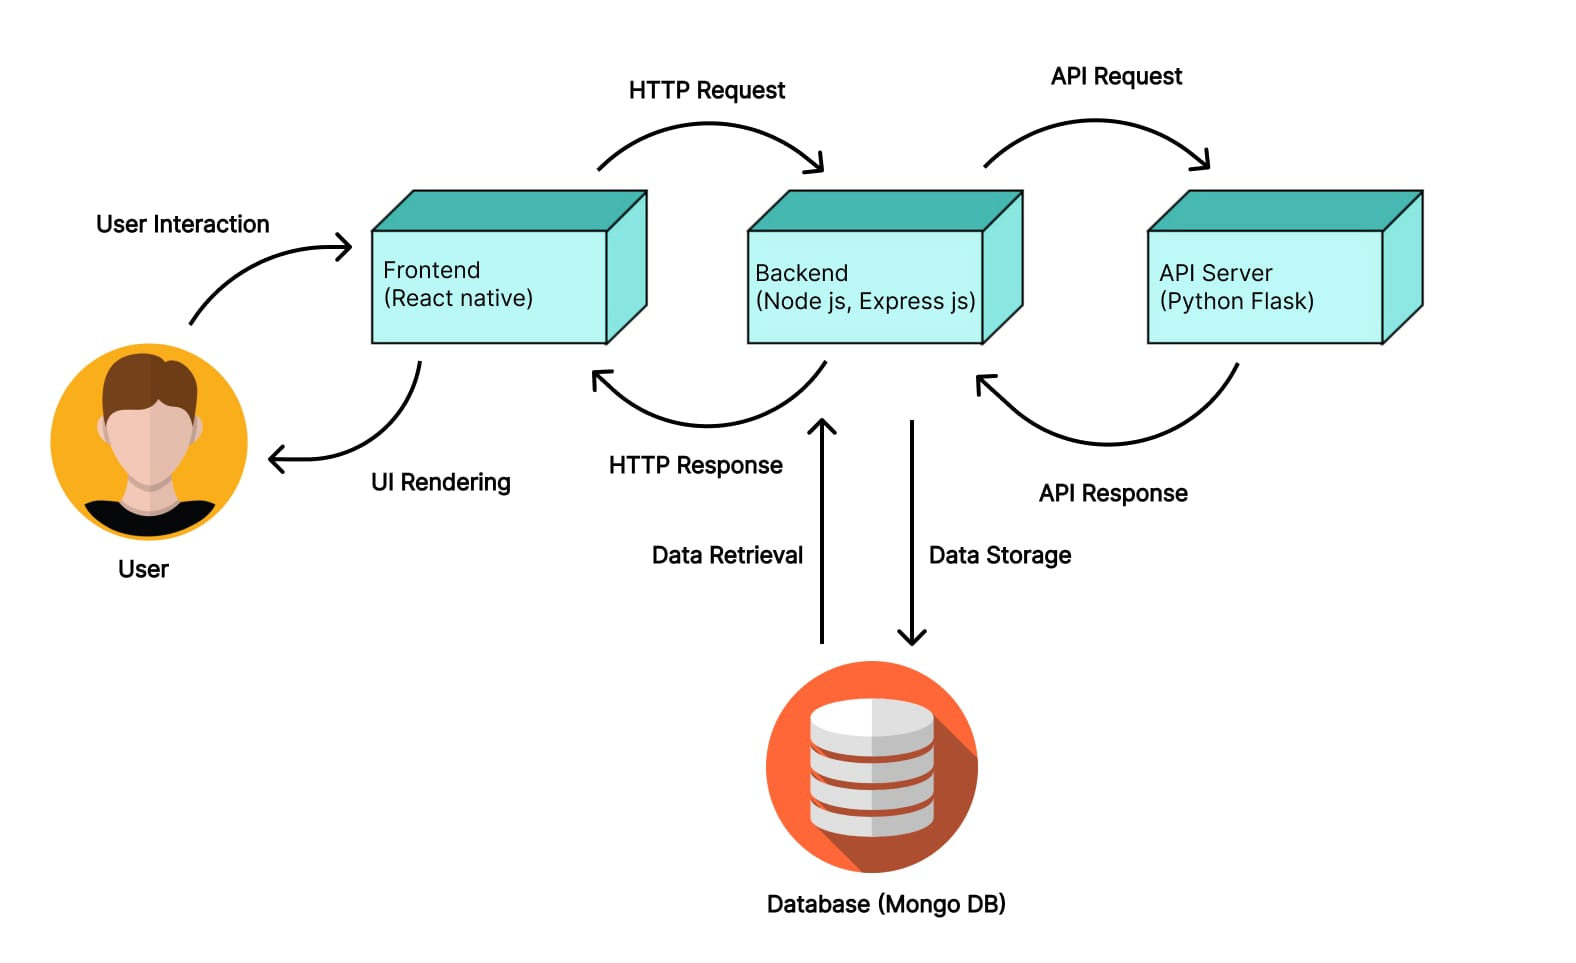 API Request
HTTP Request
User Interaction
Frontend
(React native)
Backend
(Node js, Express js)
API Server
(Python Flask)
HTTP Response
UI Rendering
API Response
Data Retrieval
Data Storage
User
Database (Mongo DB)